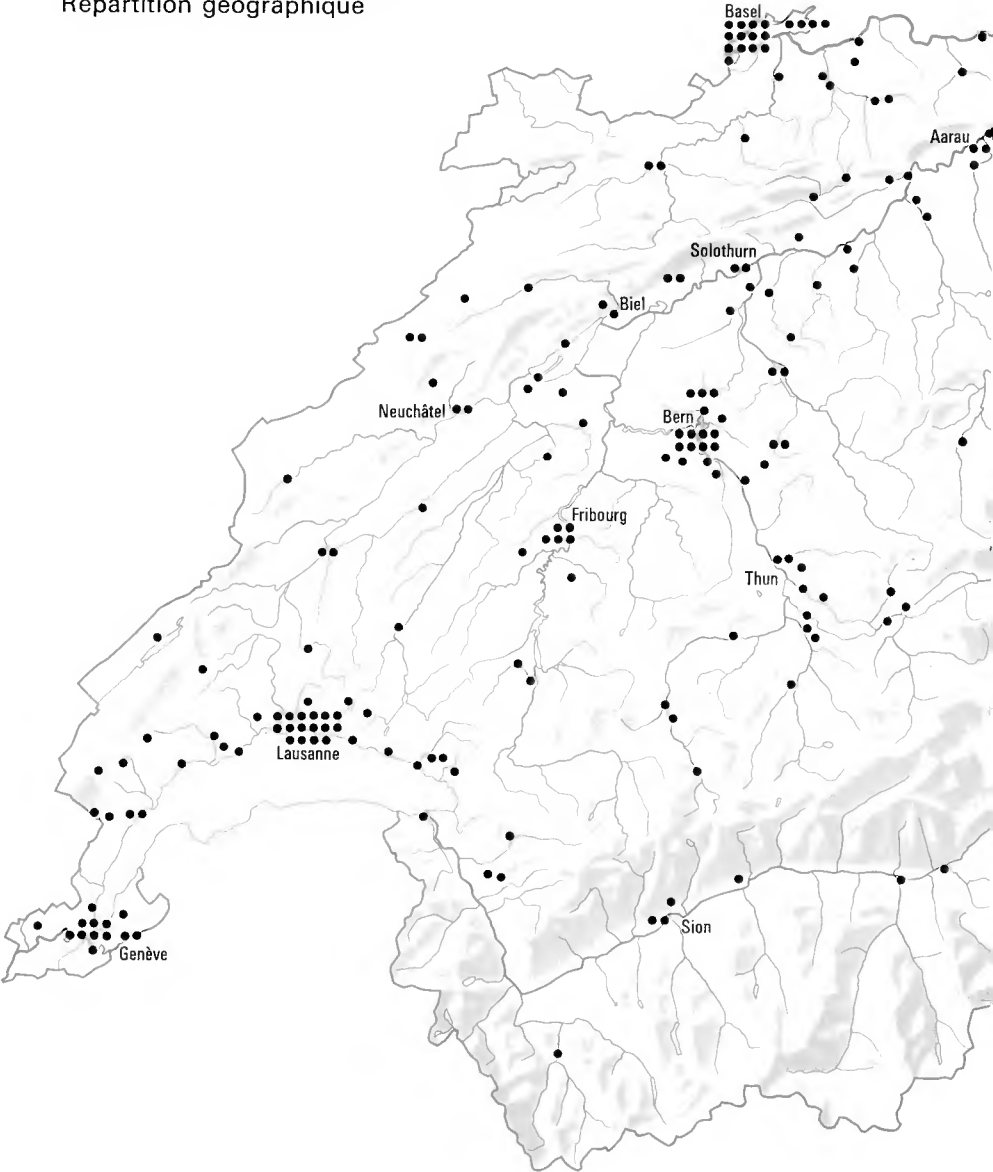 Répartition géographique
Basel
Aarau
Solothurn
Biel
Neuchâtel
Bern
Fribourg
Thun
Lausanne
Sion
Genève